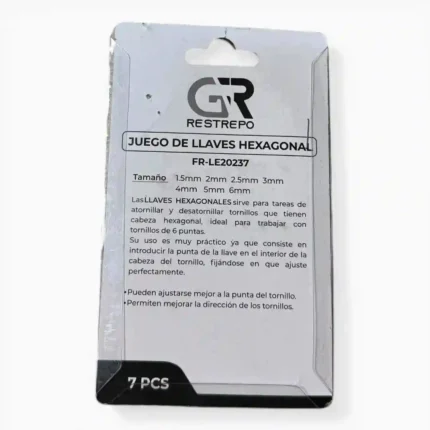 GR
RESTREPO
JUEGO DE LLAVES HEXAGONAL
FR-LE20237
Tamaño 1.5mm 2mm 2.5mm 3mm
4mm 5mm 6mm
LasLLAVES HEXAGONALES sirve para tareas de
atornillar y desatornillar tornillos que tienen
cabeza hexagonal, ideal para trabajar con
tornillos de 6 puntas.
Su uso es muy práctico ya que consiste en
introducir la punta de la llave en el interior de la
cabeza del tornillo, fijándose en que ajuste
perfectamente.
•Pueden ajustarse mejor a la punta del tornillo.
•Permiten mejorar la dirección de los tornillos.
7 PCS